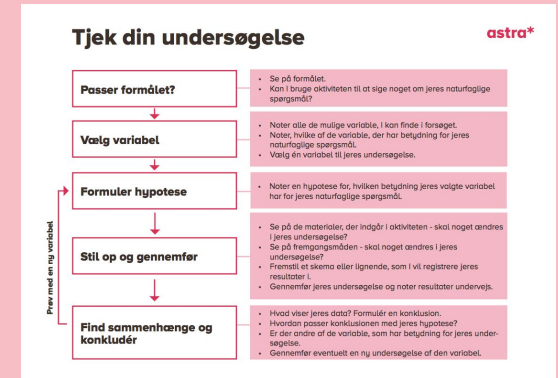 Tjek din undersøgelse
astra*
Passer formålet?
• Se på formålet.
• Kan I bruge aktiviteten til at sige noget om jeres naturfaglige
spørgsmål?
Vælg variabel
• Noter alle de mulige variable, I kan finde i forsøget.
• Noter, hvilke af de variable, der har betydning for jeres
naturfaglige spørgsmål.
• Vælg én variabel til jeres undersøgelse.
Formuler hypotese
• Noter en hypotese for, hvilken betydning jeres valgte variabel
har for jeres naturfaglige spørgsmål.
Stil op og gennemfør
• Se på de materialer, der indgår i aktiviteten - skal noget ændres
i jeres undersøgelse?
• Se på fremgangsmåden - skal noget ændres i jeres
undersøgelse?
• Fremstil et skema eller lignende, som i vil registrere jeres
resultater i.
• Gennemfør jeres undersøgelse og noter resultater undervejs.
Find sammenhænge og
konkludér
• Hvad viser jeres data? Formulér en konklusion.
• Hvordan passer konklusionen med jeres hypotese?
• Er der andre af de variable, som har betydning for jeres under-
søgelse.
• Gennemfør eventuelt en ny undersøgelse af den variabel.
Prøv med en ny variabel